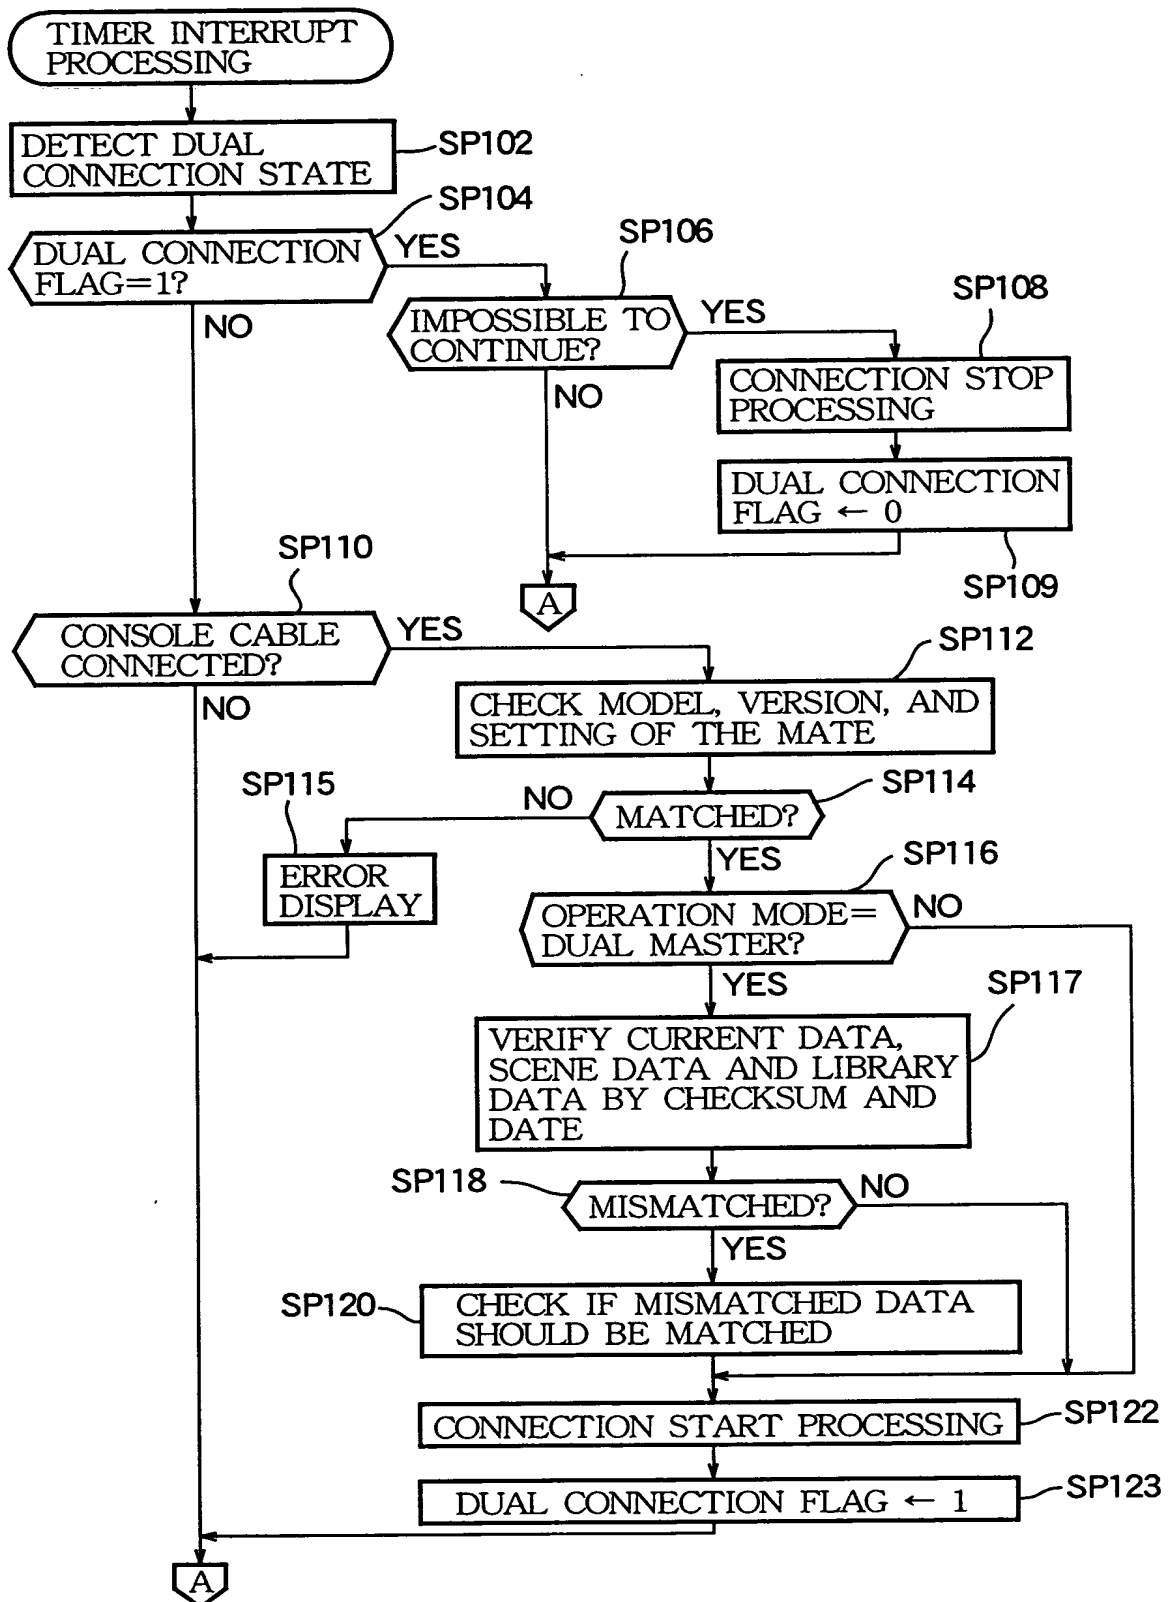 TIMER INTERRUPT
PROCESSING
DETECT DUAL
CONNECTION STATE
SP102
SP104
DUAL CONNECTION
FLAG=1?
YES
NO
SP106
IMPOSSIBLE TO
CONTINUE?
YES
NO
SP108
CONNECTION STOP
PROCESSING
DUAL CONNECTION
FLAG ← 0
SP109
A
SP110
CONSOLE CABLE
CONNECTED?
YES
NO
SP112
CHECK MODEL, VERSION, AND
SETTING OF THE MATE
SP114
MATCHED?
NO
YES
SP115
ERROR
DISPLAY
SP116
OPERATION MODE=
DUAL MASTER?
NO
YES
SP117
VERIFY CURRENT DATA,
SCENE DATA AND LIBRARY
DATA BY CHECKSUM AND
DATE
SP118
MISMATCHED?
NO
YES
SP120
CHECK IF MISMATCHED DATA
SHOULD BE MATCHED
CONNECTION START PROCESSING
SP122
DUAL CONNECTION FLAG ← 1
SP123
A